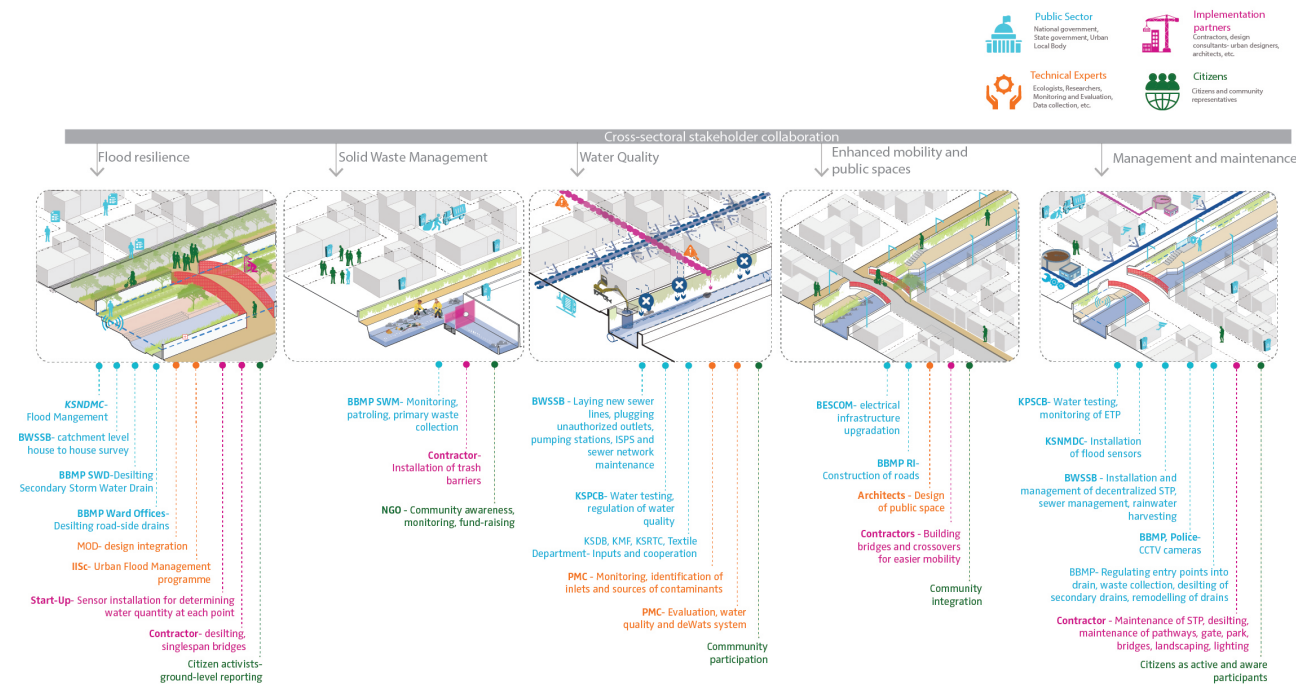 Public Sector
National government,
State government, Urban
Local Body
Implementation
partners
Contractors, design
consultants- urban designers,
architects, etc.
Technical Experts
Ecologists, Researchers,
Monitoring and Evaluation,
Data collection, etc.
Citizens
Citizens and community
representatives
Cross-sectoral stakeholder collaboration
Flood resilience
Solid Waste Management
Water Quality
Enhanced mobility and
public spaces
Management and maintenance
KSNDMC-
Flood Mangement
BWSSB- catchment level
house to house survey
BBMP SWD-Desilting
Secondary Storm Water Drain
BBMP Ward Offices-
Desilting road-side drains
MOD- design integration
IISc- Urban Flood Management
programme
Start-Up- Sensor installation for determining
water quantity at each point
Contractor- desilting,
singlespan bridges
Citizen activists-
ground-level reporting
BBMP SWM- Monitoring,
patroling, primary waste
collection
Contractor-
Installation of trash
barriers
NGO - Community awareness,
monitoring, fund-raising
BWSSB - Laying new sewer
lines, plugging
unauthorized outlets,
pumping stations, ISPS and
sewer network
maintenance
KSPCB- Water testing,
regulation of water
quality
KSDB, KMF, KSRTC, Textile
Department- Inputs and cooperation
PMC - Monitoring, identification of
inlets and sources of contaminants
PMC- Evaluation, water
quality and deWats system
Commmunity
participation
BESCOM- electrical
infrastructure
upgradation
BBMP RI-
Construction of roads
Architects - Design
of public space
Contractors - Building
bridges and crossovers
for easier mobility
Community
integration
KPSCB- Water testing,
monitoring of ETP
KSNMDC- Installation
of flood sensors
BWSSB - Installation and
management of decentralized STP,
sewer management, rainwater
harvesting
BBMP, Police-
CCTV cameras
BBMP- Regulating entry points into
drain, waste collection, desilting of
secondary drains, remodelling of drains
Contractor - Maintenance of STP, desilting,
maintenance of pathways, gate, park,
bridges, landscaping, lighting
Citizens as active and aware
participants